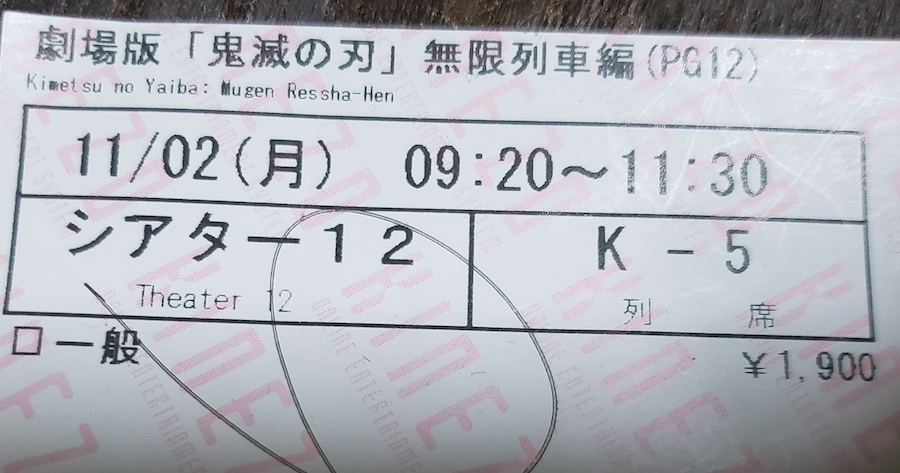 劇場版「鬼滅の刃」無限列車編(PG12)
Kimetsu no Yaiba: Mugen Ressha-Hen
11/02(月) 09:20～11:30
シアター12
Theater 12
K - 5
列 席
□一般
¥1,900